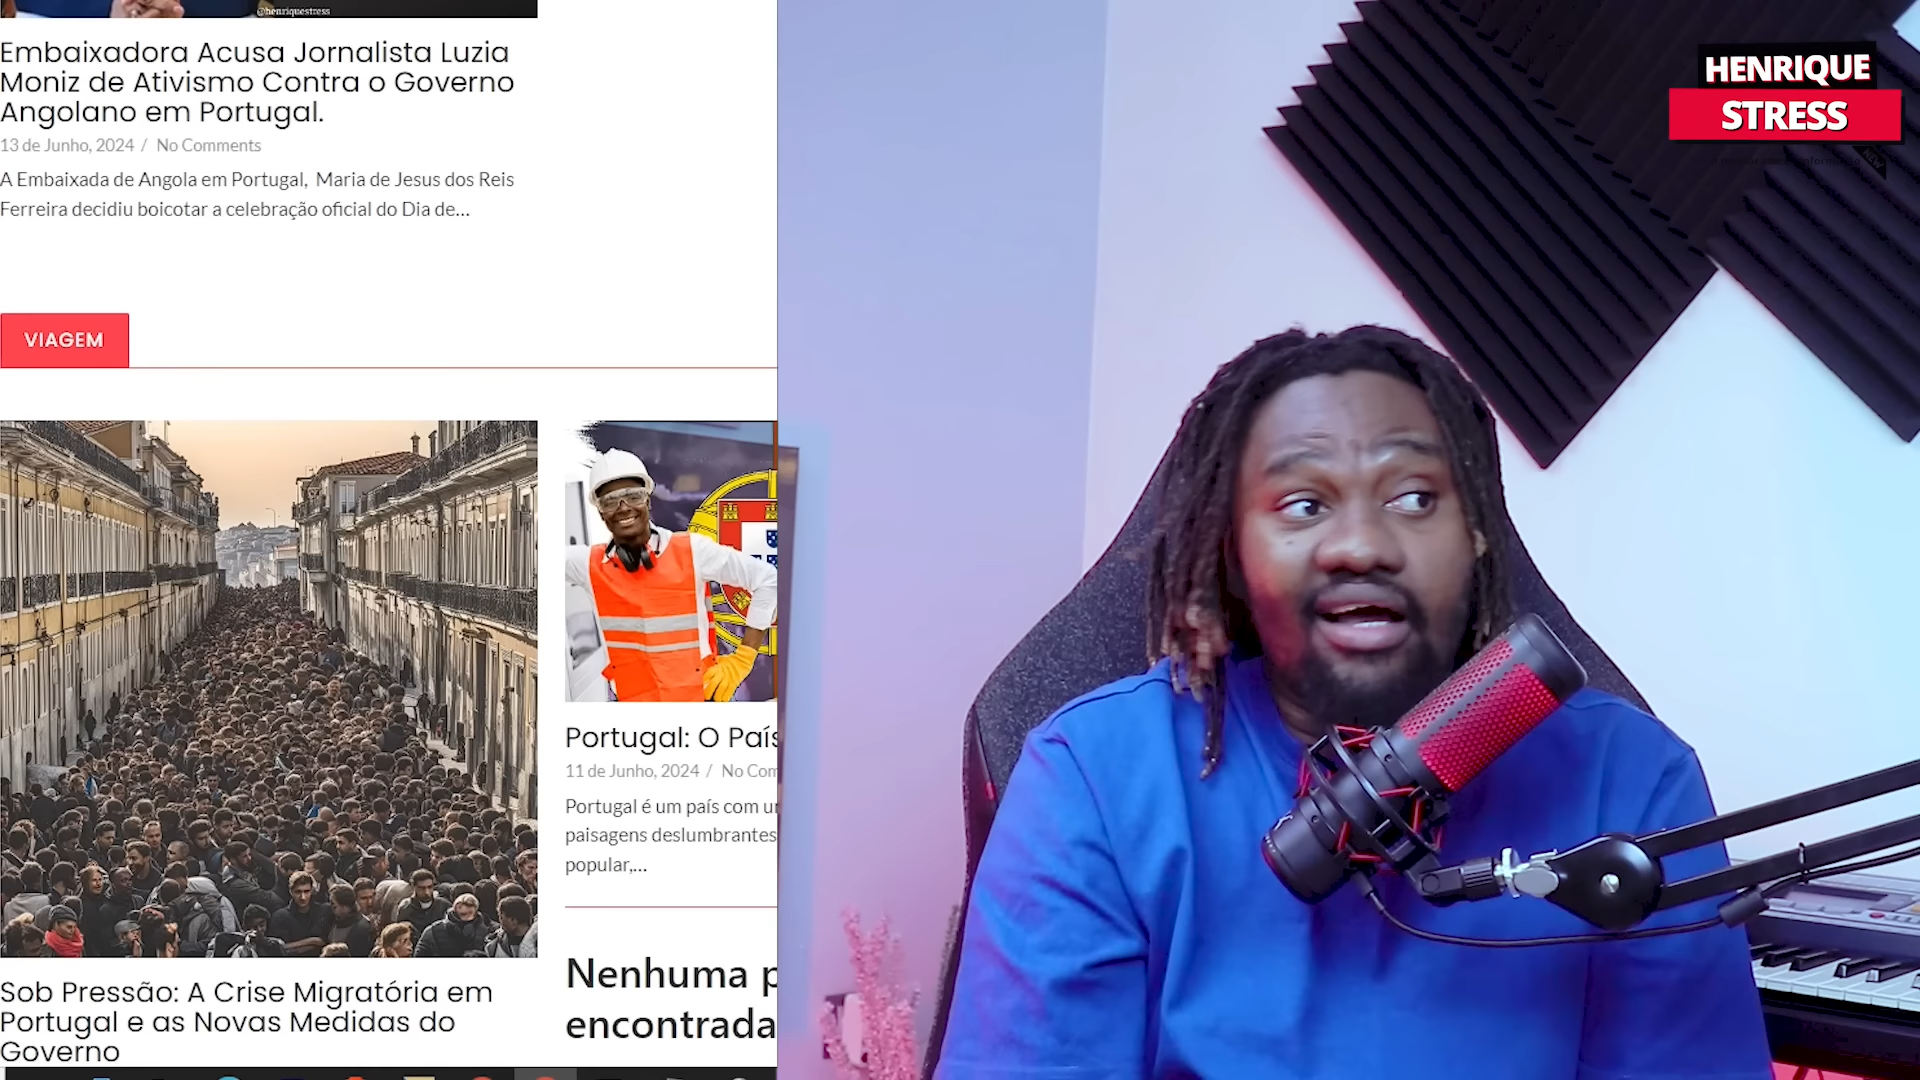 @henriquestress
Embaixadora Acusa Jornalista Luzia
Moniz de Ativismo Contra o Governo
Angolano em Portugal.
13 de Junho, 2024 / No Comments
A Embaixada de Angola em Portugal, Maria de Jesus dos Reis
Ferreira decidiu boicotar a celebração oficial do Dia de...
VIAGEM
Sob Pressão: A Crise Migratória em
Portugal e as Novas Medidas do
Governo
Portugal: O País
11 de Junho, 2024 / No Com
Portugal é um país com u
paisagens deslumbrantes
popular,...
Nenhuma p
encontrada
HENRIQUE
STRESS
NEW